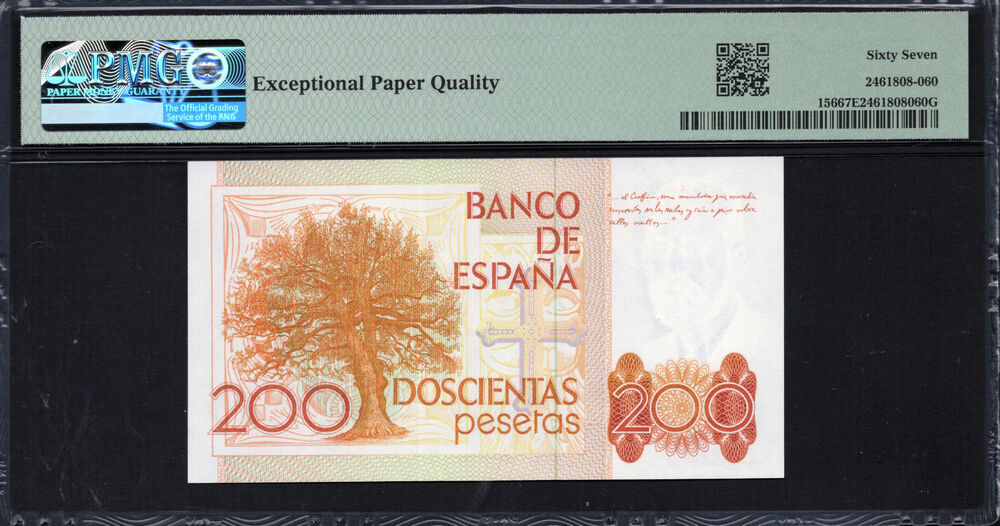 PMG
PAPER MONEY GUARANTY
The Official Grading
Service of the ANA
Exceptional Paper Quality
Sixty Seven
2461808-060
15667E2461808060G
BANCO
DE
ESPAÑA
200
DOSCIENTAS
pesetas
200